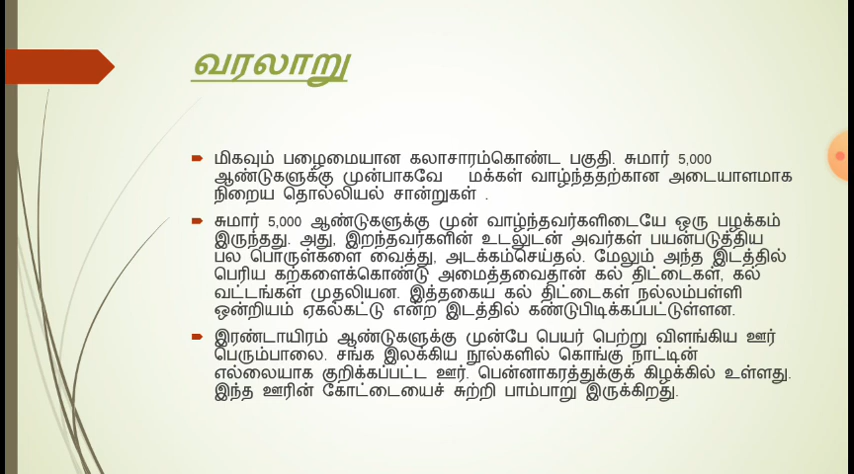 வரலாறு
மிகவும் பழைமையான கலாசாரம்கொண்ட பகுதி. சுமார் 5,000
ஆண்டுகளுக்கு முன்பாகவே மக்கள் வாழ்ந்ததற்கான அடையாளமாக
நிறைய தொல்லியல் சான்றுகள் .
சுமார் 5,000 ஆண்டுகளுக்கு முன் வாழ்ந்தவர்களிடையே ஒரு பழக்கம்
இருந்தது. அது, இறந்தவர்களின் உடலுடன் அவர்கள் பயன்படுத்திய
பல பொருள்களை வைத்து, அடக்கம்செய்தல். மேலும் அந்த இடத்தில்
பெரிய கற்களைக்கொண்டு அமைத்தவைதான் கல் திட்டைகள், கல்
வட்டங்கள் முதலியன. இத்தகைய கல் திட்டைகள் நல்லம்பள்ளி
ஒன்றியம் ஏகல்கட்டு என்ற இடத்தில் கண்டுபிடிக்கப்பட்டுள்ளன.
இரண்டாயிரம் ஆண்டுகளுக்கு முன்பே பெயர் பெற்று விளங்கிய ஊர்
பெரும்பாலை. சங்க இலக்கிய நூல்களில் கொங்கு நாட்டின்
எல்லையாக குறிக்கப்பட்ட ஊர். பென்னாகரத்துக்குக் கிழக்கில் உள்ளது.
இந்த ஊரின் கோட்டையைச் சுற்றி பாம்பாறு இருக்கிறது.